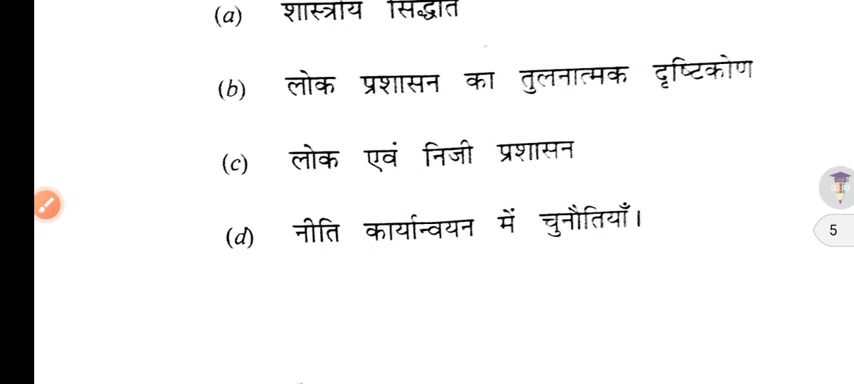 (a) शास्त्रीय सिद्धांत
(b) लोक प्रशासन का तुलनात्मक दृष्टिकोण
(c) लोक एवं निजी प्रशासन
(d) नीति कार्यान्वयन में चुनौतियाँ।
5